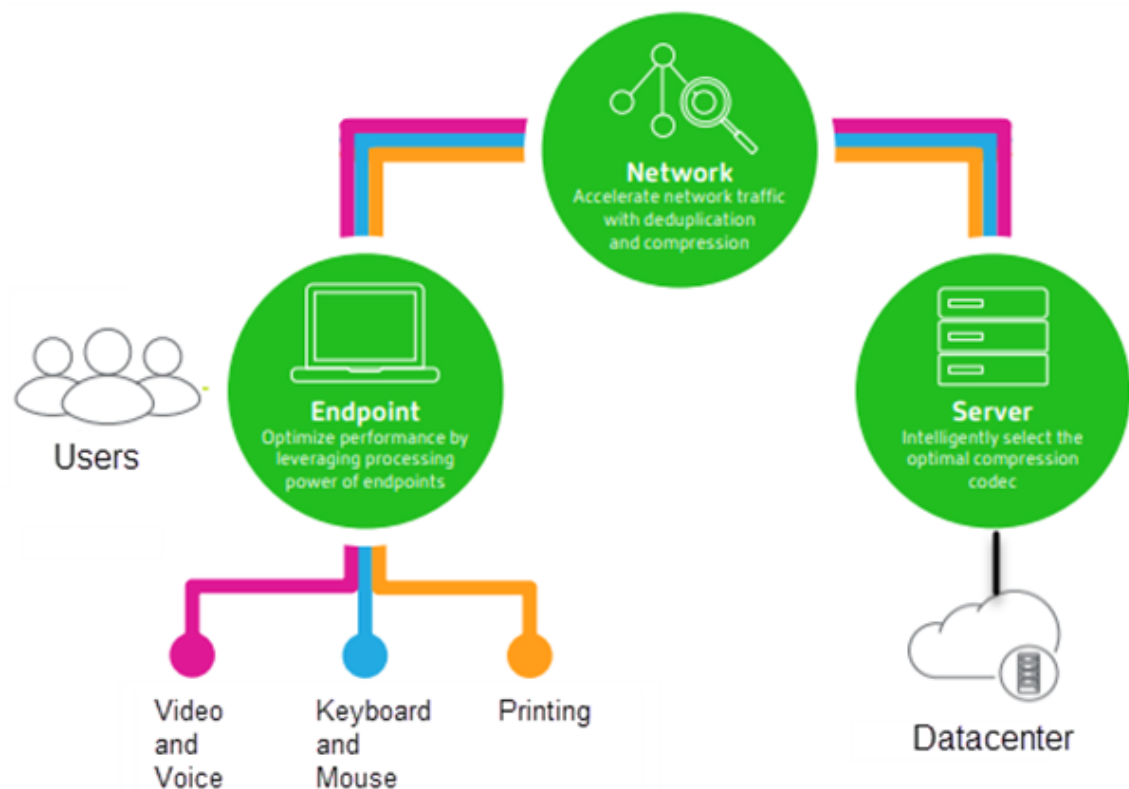 Network
Accelerate network traffic
with deduplication
and compression
Endpoint
Optimize performance by
leveraging processing
power of endpoints
Server
Intelligently select the
optimal compression
codec
Users
Video
and
Voice
Keyboard
and
Mouse
Printing
Datacenter